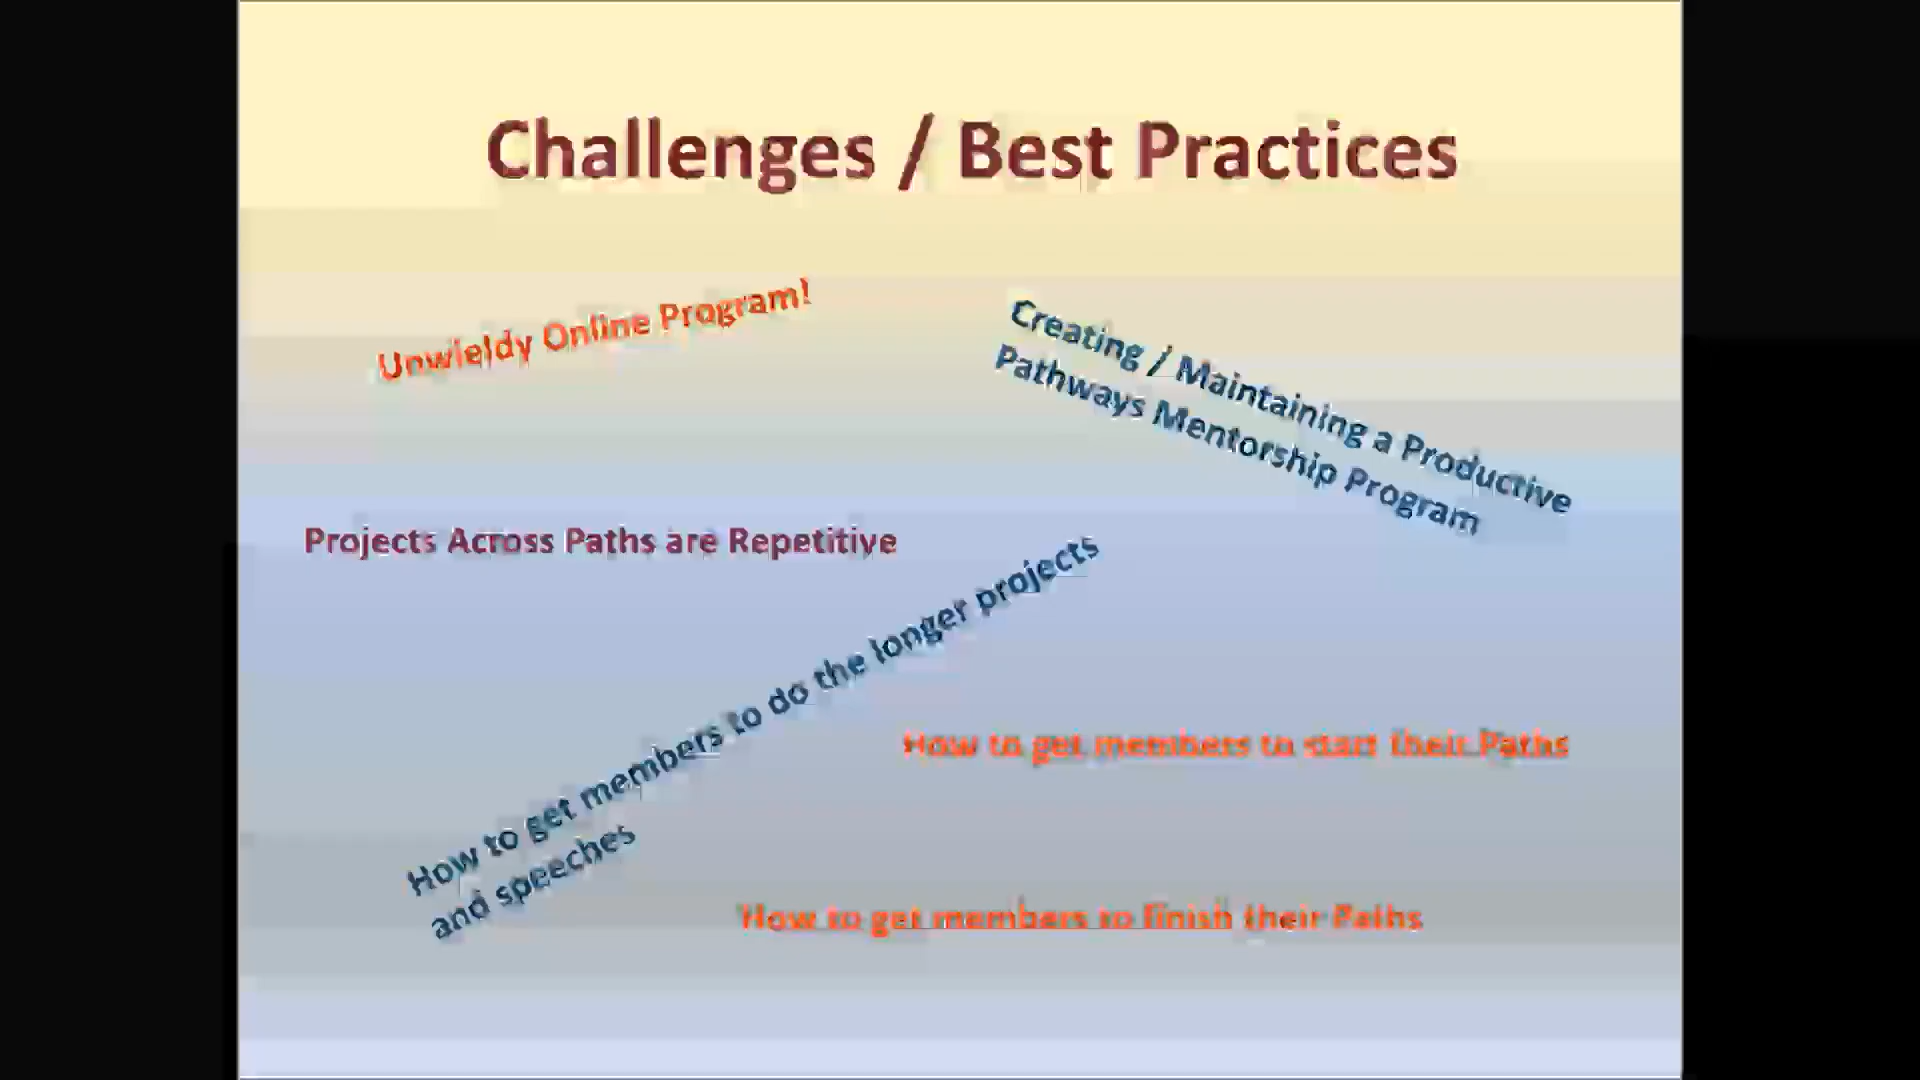 Challenges / Best Practices
Unwieldy Online Program!
Creating / Maintaining a Productive
Pathways Mentorship Program
Projects Across Paths are Repetitive
How to get members to do the longer projects
and speeches
How to get members to start their Paths
How to get members to finish their Paths